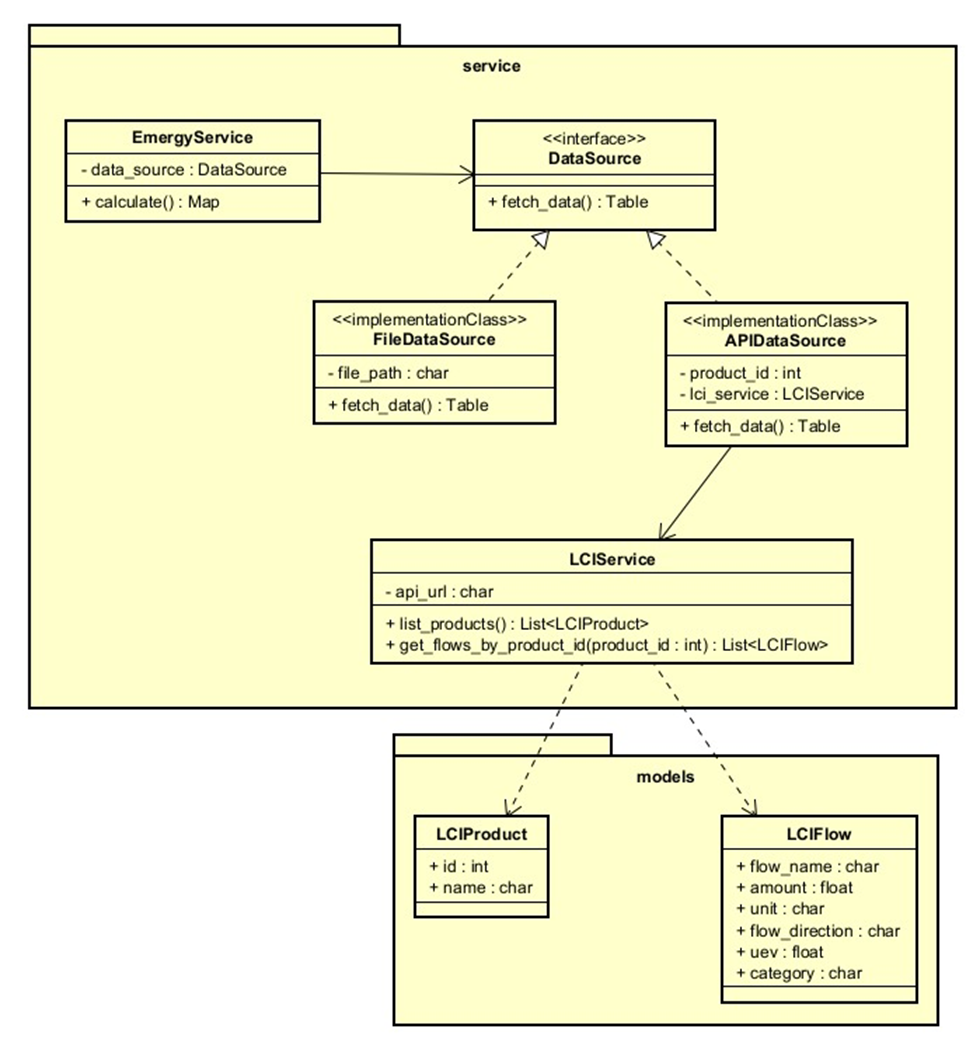 service
EmergyService
- data_source : DataSource
+ calculate() : Map
<<interface>>
DataSource
+ fetch_data() : Table
<<implementationClass>>
FileDataSource
- file_path : char
+ fetch_data() : Table
<<implementationClass>>
APIDataSource
- product_id : int
- lci_service : LCIService
+ fetch_data() : Table
LCIService
- api_url : char
+ list_products() : List<LCIProduct>
+ get_flows_by_product_id(product_id : int) : List<LCIFlow>
models
LCIProduct
+ id : int
+ name : char
LCIFlow
+ flow_name : char
+ amount : float
+ unit : char
+ flow_direction : char
+ uev : float
+ category : char